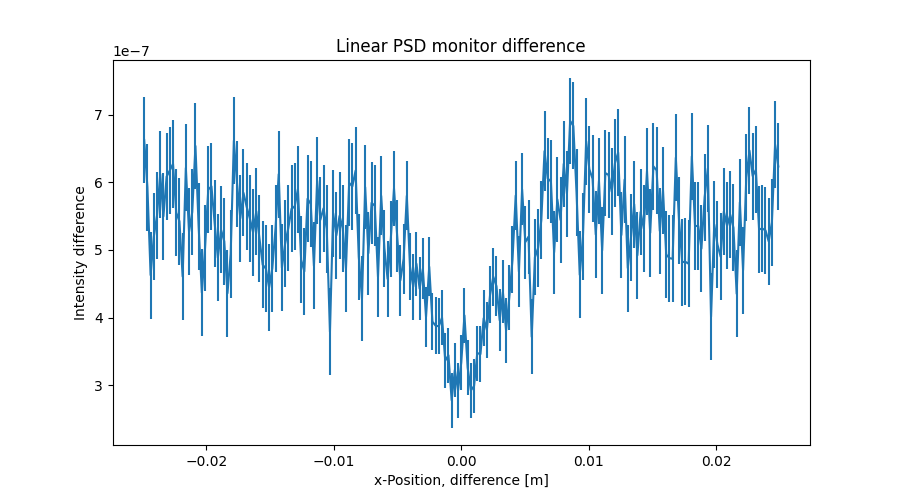 Linear PSD monitor difference
1e−7
7
6
5
4
3
Intensity difference
−0.02
−0.01
0.00
0.01
0.02
x-Position, difference [m]